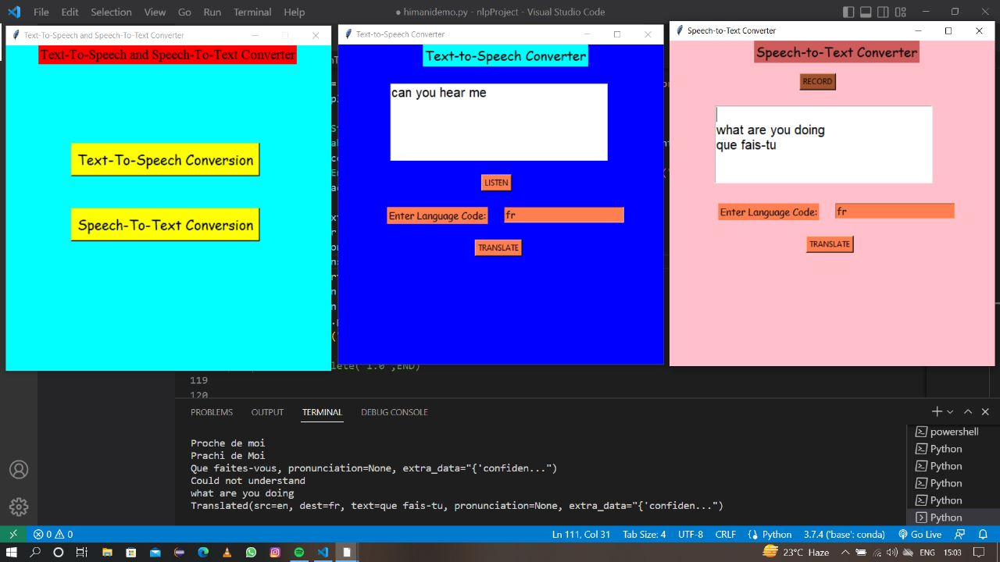 File Edit Selection View Go Run Terminal Help
● himanidemo.py - nlpProject - Visual Studio Code
Text-To-Speech and Speech-To-Text Converter
Text-To-Speech and Speech-To-Text Converter
Text-To-Speech Conversion
Speech-To-Text Conversion
Text-to-Speech Converter
Text-to-Speech Converter
can you hear me
LISTEN
Enter Language Code: fr
TRANSLATE
Speech-to-Text Converter
Speech-to-Text Converter
RECORD
what are you doing
que fais-tu
Enter Language Code: fr
TRANSLATE
119
120
PROBLEMS OUTPUT TERMINAL DEBUG CONSOLE
Proche de moi
Prachi de Moi
Que faites-vous, pronunciation=None, extra_data="{'confiden...")
Could not understand
what are you doing
Translated(src=en, dest=fr, text=que fais-tu, pronunciation=None, extra_data="{'confiden...")
powershell
Python
Python
Python
Python
Python
0 0
Ln 111, Col 31 Tab Size: 4 UTF-8 CRLF Python 3.7.4 ('base': conda) Go Live
23°C Haze
ENG 15:03